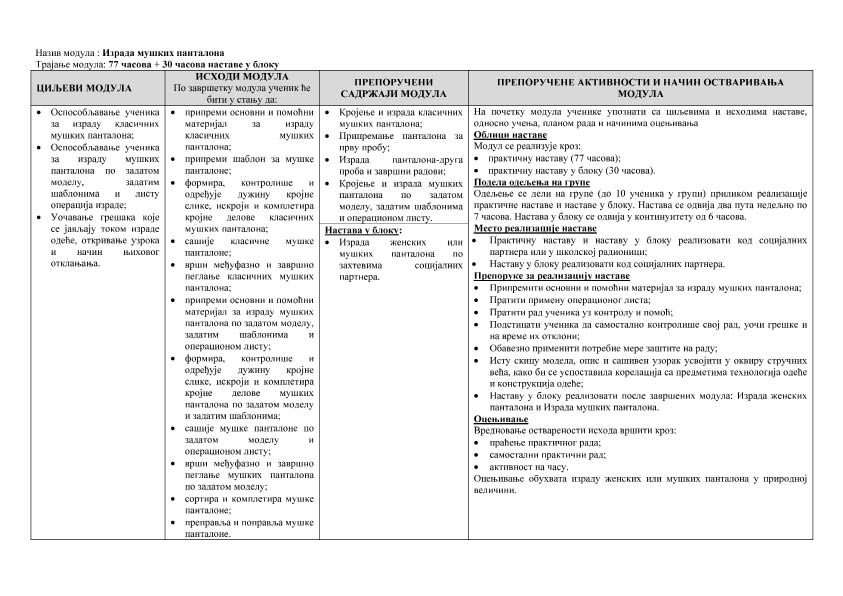 Назив модула : Израда мушких панталона
Трајање модула: 77 часова + 30 часова наставе у блоку
ЦИЉЕВИ МОДУЛА
• Оспособљавање ученика
за израду класичних
мушких панталона;
• Оспособљавање ученика
за израду мушких
панталона по задатом
моделу, задатим
шаблонима и листу
операција израде;
• Уочавање грешака које
се јављају током израде
одеће, откривање узрока
и начин њиховог
отклањања.
ИСХОДИ МОДУЛА
По завршетку модула ученик ће
бити у стању да:
• припреми основни и помоћни
материјал за израду
класичних мушких
панталона;
• припреми шаблон за мушке
панталоне;
• формира, контролише и
одређује дужину кројне
слике, искроји и комплетира
кројне делове класичних
мушких панталона;
• сашије класичне мушке
панталоне;
• врши међуфазно и завршно
пеглање класичних мушких
панталона;
• припреми основни и помоћни
материјал за израду мушких
панталона по задатом моделу,
задатим шаблонима и
операционом листу;
• формира, контролише и
одређује дужину кројне
слике, искроји и комплетира
кројне делове мушких
панталона по задатом моделу
и задатим шаблонима;
• сашије мушке панталоне по
задатом моделу и
операционом листу;
• врши међуфазно и завршно
пеглање мушких панталона
по задатом моделу;
• сортира и комплетира мушке
панталоне;
• преправља и поправља мушке
панталоне.
ПРЕПОРУЧЕНИ
САДРЖАЈИ МОДУЛА
• Кројење и израда класичних
мушких панталона;
• Припремање панталона за
прву пробу;
• Израда панталона-друга
проба и завршни радови;
• Кројење и израда мушких
панталона по задатом
моделу, задатим шаблонима
и операционом листу.
Настава у блоку:
• Израда женских или
мушких панталона по
захтевима социјалних
партнера.
ПРЕПОРУЧЕНЕ АКТИВНОСТИ И НАЧИН ОСТВАРИВАЊА
МОДУЛА
На почетку модула ученике упознати са циљевима и исходима наставе,
односно учења, планом рада и начинима оцењивања
Облици наставе
Модул се реализује кроз:
• практичну наставу (77 часова);
• практичну наставу у блоку (30 часова).
Подела одељења на групе
Одељење се дели на групе (до 10 ученика у групи) приликом реализације
практичне наставе и наставе у блоку. Настава се одвија два пута недељно по
7 часова. Настава у блоку се одвија у континуитету од 6 часова.
Место реализације наставе
• Практичну наставу и наставу у блоку реализовати код социјалних
партнера или у школској радионици;
• Наставу у блоку реализовати код социјалног партнера.
Препоруке за реализацију наставе
• Припремити основни и помоћни материјал за израду мушких панталона;
• Пратити примену операционог листа;
• Пратити рад ученика уз контролу и помоћ;
• Подстицати ученика да самостално контролише свој рад, уочи грешке и
на време их отклони;
• Обавезно применити потребне мере заштите на раду;
• Исту скицу модела, опис и сашивен узорак усвојити у оквиру стручних
већа, како би се успоставила корелација са предметима технологија одеће
и конструкција одеће;
• Наставу у блоку реализовати после завршених модула: Израда женских
панталона и Израда мушких панталона.
Оцењивање
Вредновање остварености исхода вршити кроз:
• праћење практичног рада;
• самостални практични рад;
• активност на часу.
Оцењивање обухвата израду женских или мушких панталона у природној
величини.